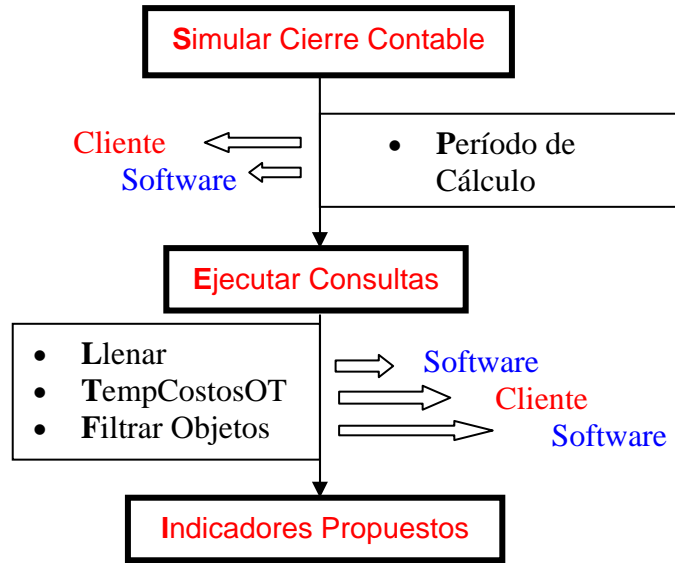 Simular Cierre Contable
Cliente
Software
• Período de
Cálculo
Ejecutar Consultas
• Llenar
• TempCostosOT
• Filtrar Objetos
Software
Cliente
Software
Indicadores Propuestos